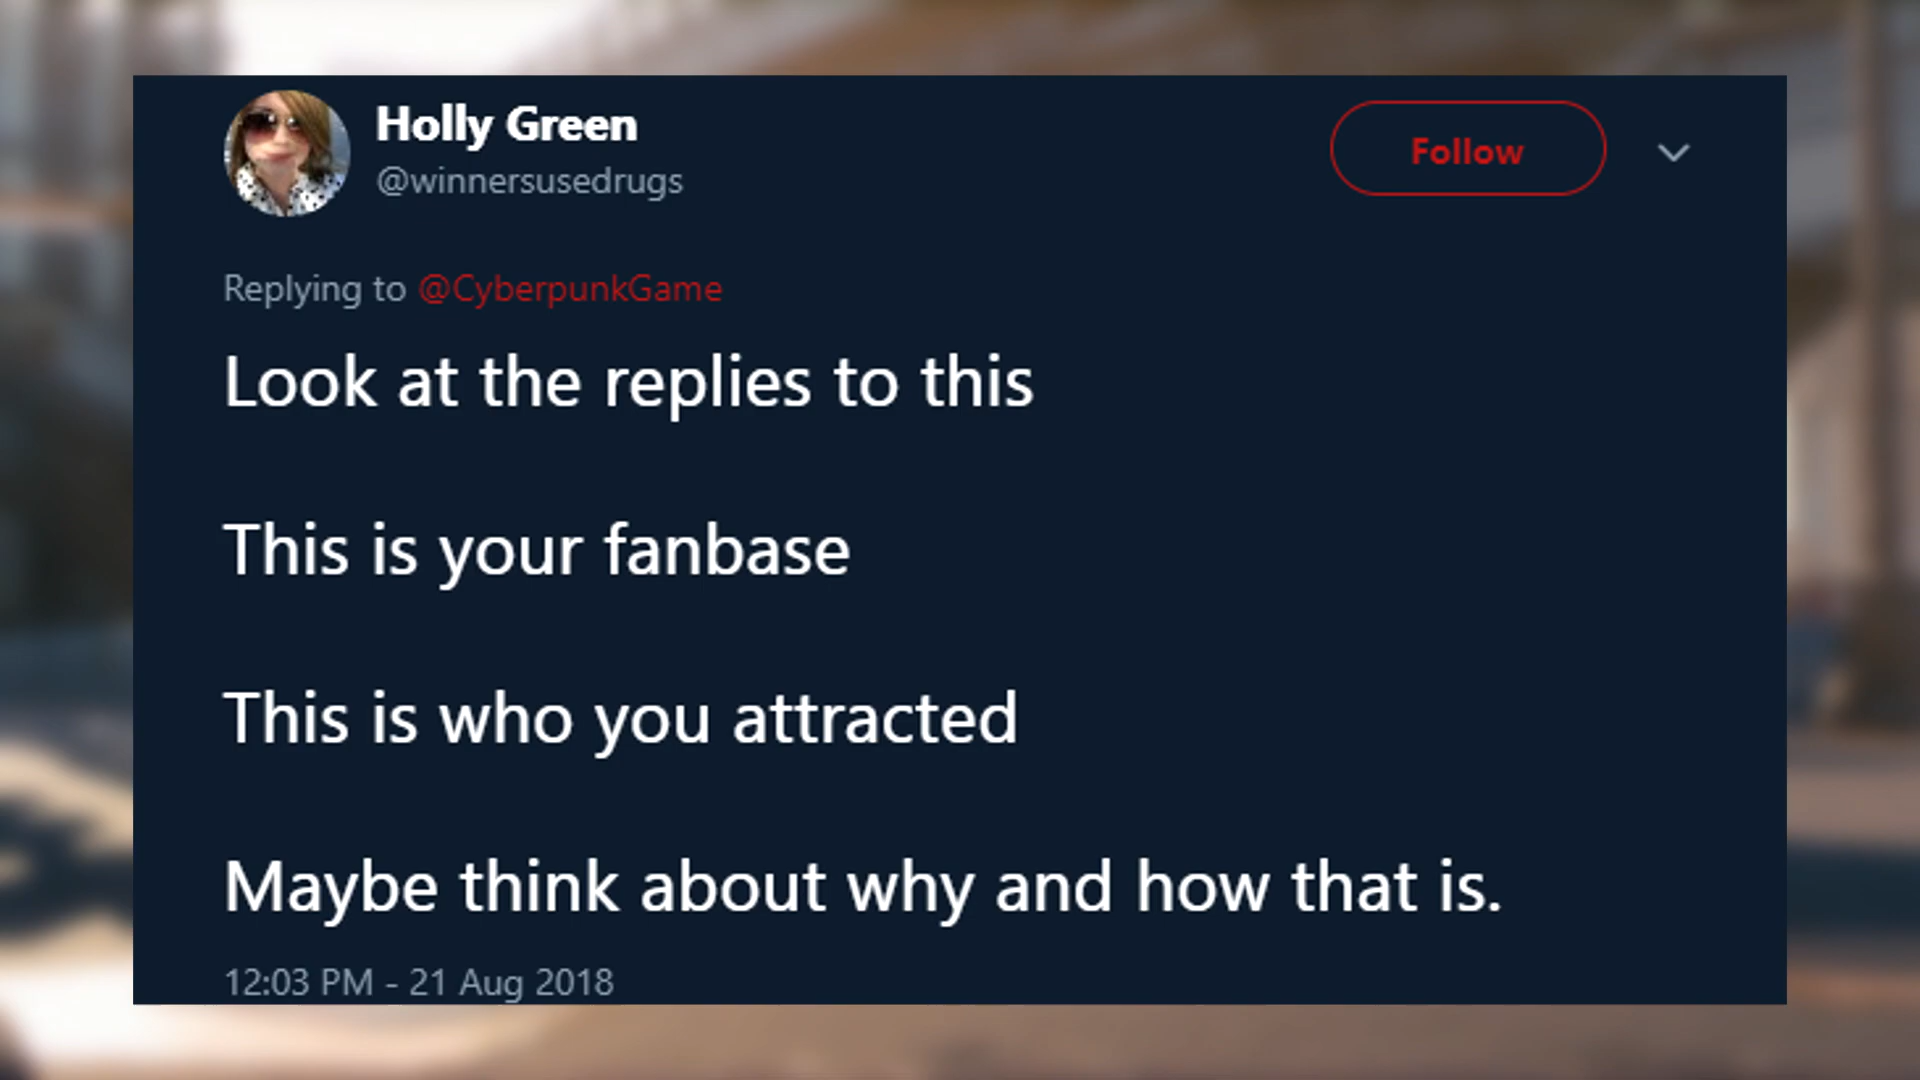 Holly Green
@winnersusedrugs
Follow
Replying to @CyberpunkGame
Look at the replies to this
This is your fanbase
This is who you attracted
Maybe think about why and how that is.
12:03 PM - 21 Aug 2018